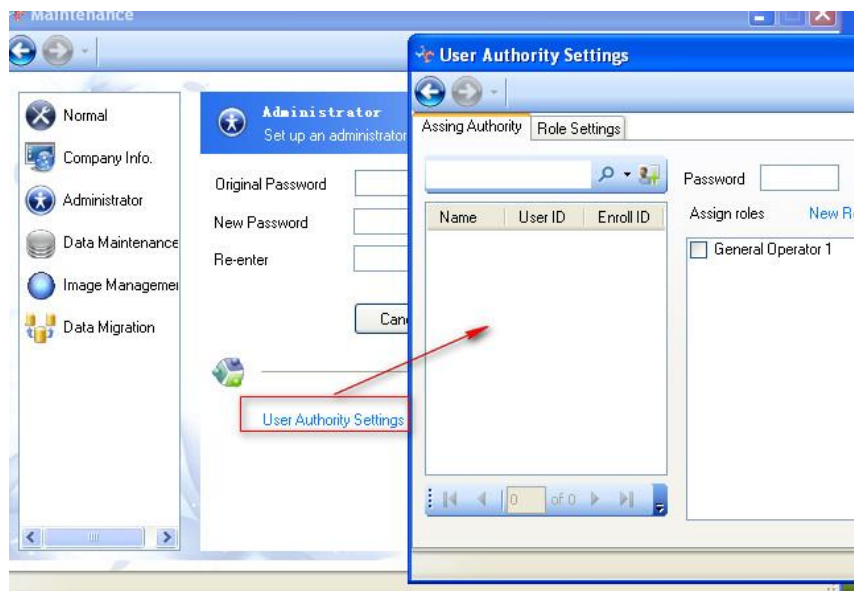 Maintenance
Normal
Company Info.
Administrator
Data Maintenance
Image Managemer
Data Migration
Administrator
Set up an administrator
Original Password
New Password
Re-enter
Can
User Authority Settings
User Authority Settings
Assing Authority
Role Settings
Name
User ID
Enroll ID
0
of 0
Password
Assign roles
New R
General Operator 1